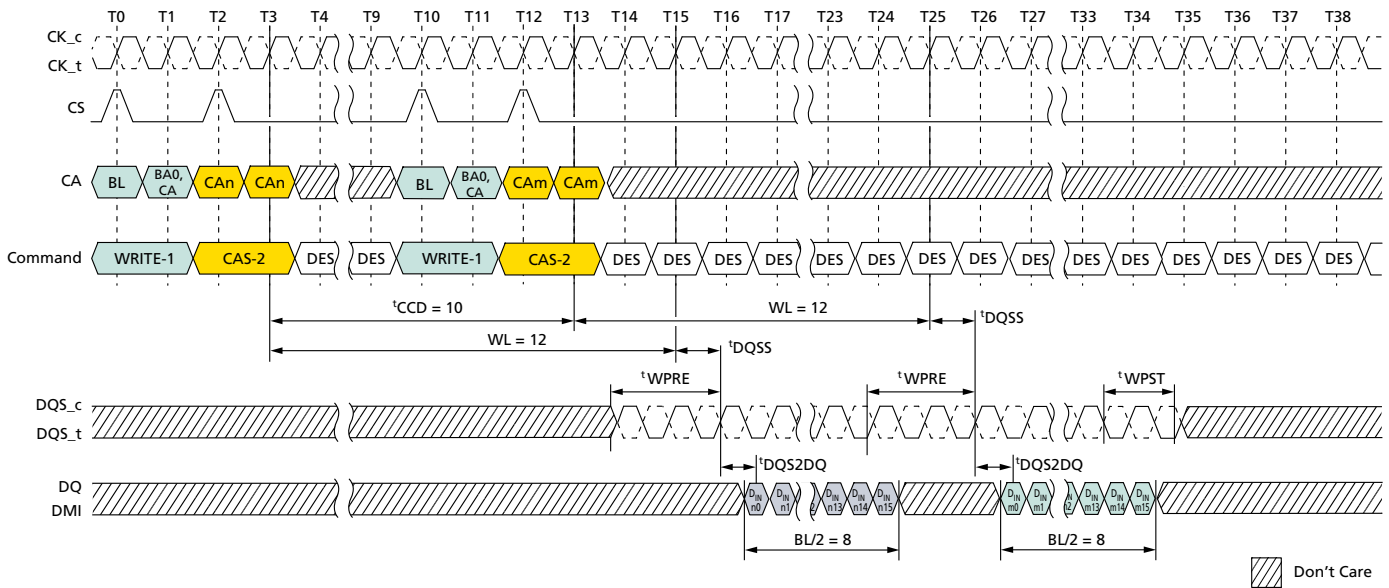 T0 T1 T2 T3 T4 T9 T10 T11 T12 T13 T14 T15 T16 T17 T23 T24 T25 T26 T27 T33 T34 T35 T36 T37 T38
CK_c
CK_t
CS
CA BL BA0, CA CAn CAn BL BA0, CA CAm CAm
Command WRITE-1 CAS-2 DES DES WRITE-1 CAS-2 DES DES DES DES DES DES DES DES DES DES DES DES DES DES DES
tCCD = 10 WL = 12 tDQSS
WL = 12 tDQSS
tWPRE tWPRE tWPST
DQS_c
DQS_t
tDQS2DQ tDQS2DQ
DQ DIN n0 DIN n1 DIN n13 DIN n14 DIN n15 DIN m0 DIN m1 DIN m13 DIN m14 DIN m15
DMI
BL/2 = 8 BL/2 = 8
Don't Care